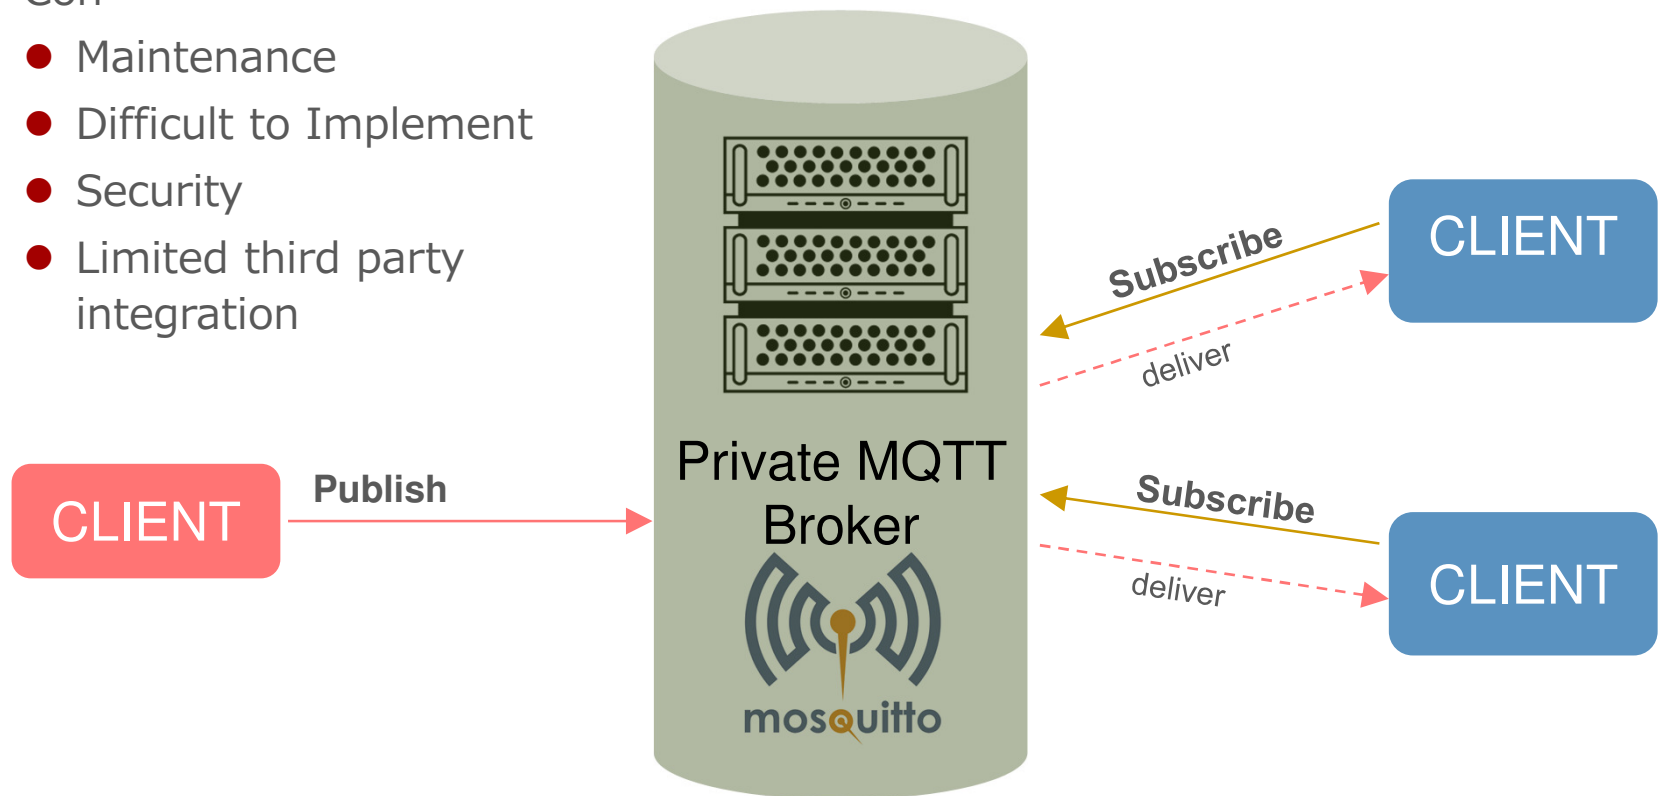 Con
Maintenance
Difficult to Implement
Security
Limited third party
integration
CLIENT
Publish
Private MQTT
Broker
mosquitto
Subscribe
deliver
CLIENT
Subscribe
deliver
CLIENT